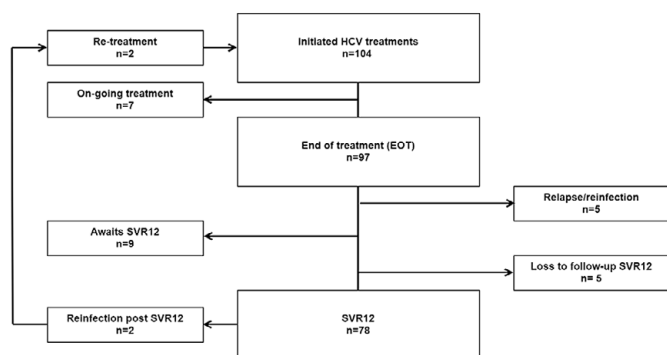 Re-treatment
n=2
Initiated HCV treatments
n=104
On-going treatment
n=7
End of treatment (EOT)
n=97
Relapse/reinfection
n=5
Awaits SVR12
n=9
Loss to follow-up SVR12
n= 5
Reinfection post SVR12
n=2
SVR12
n=78